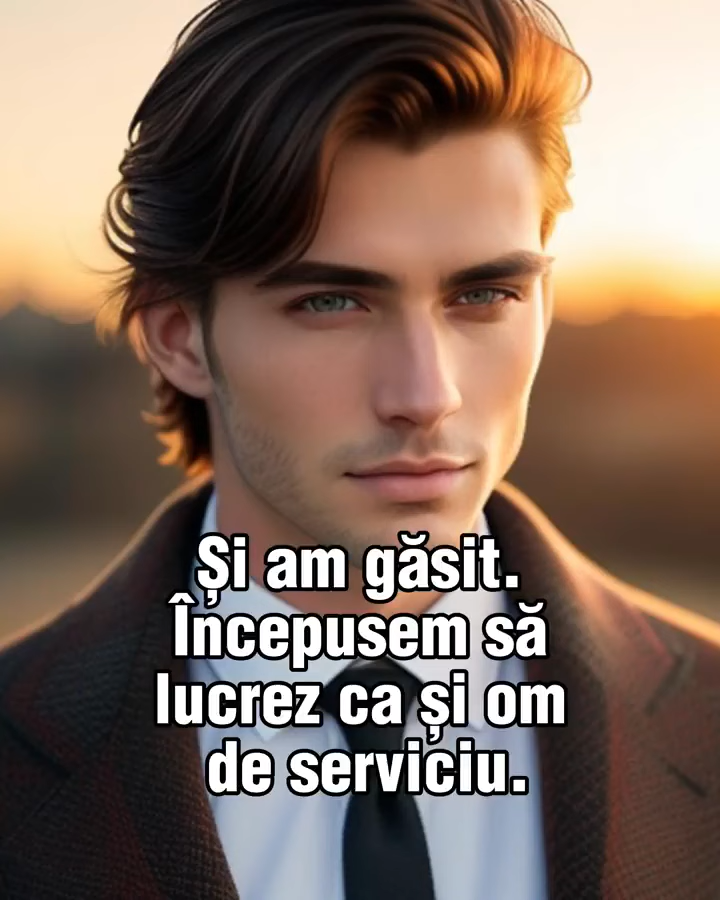 Și am găsit.
Începusem să
lucrez ca și om
de serviciu.